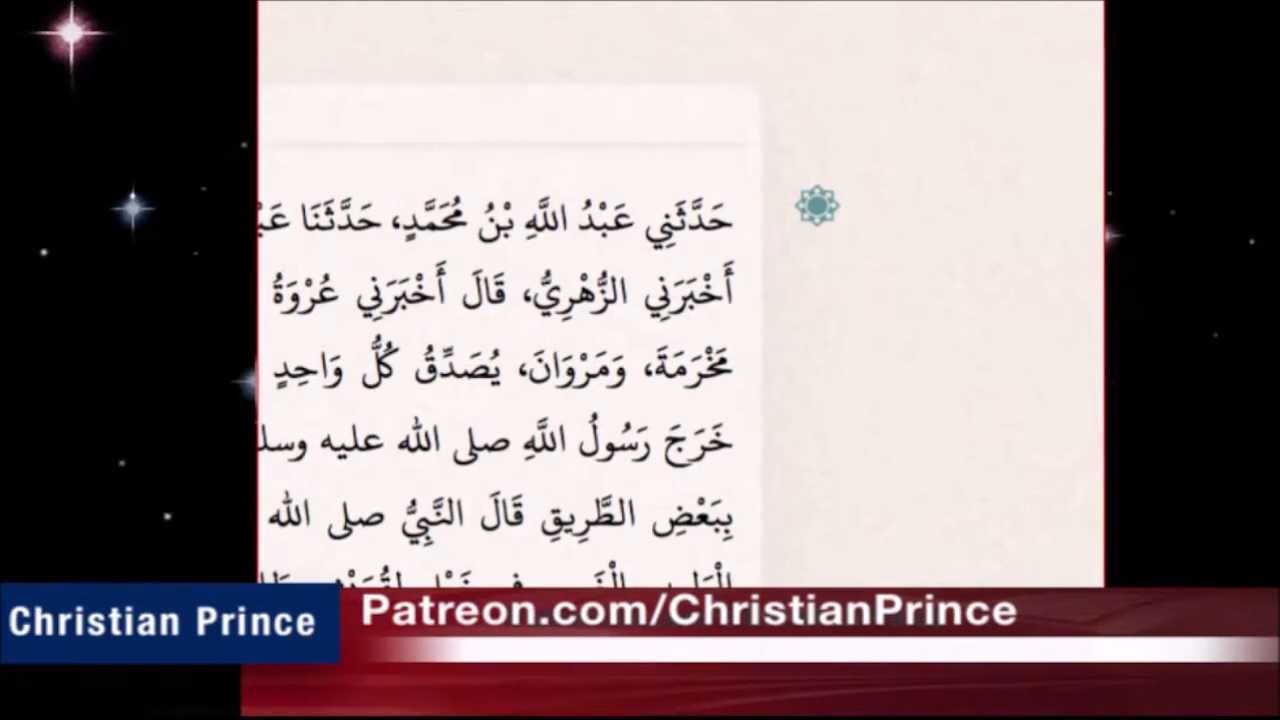 حَدَّثَنِي عَبْدُ اللَّهِ بْنُ مُحَمَّدٍ، حَدَّثَنَا
أَخْبَرَنِي الزُّهْرِيُّ، قَالَ أَخْبَرَنِي عُرْوَةُ
مَخْرَمَةَ، وَمَرْوَانَ، يُصَدِّقُ كُلُّ وَاحِدٍ
خَرَجَ رَسُولُ اللَّهِ صلى الله عليه
بِبَعْضِ الطَّرِيقِ قَالَ النَّبِيُّ صلى الله
Christian Prince
Patreon.com/ChristianPrince